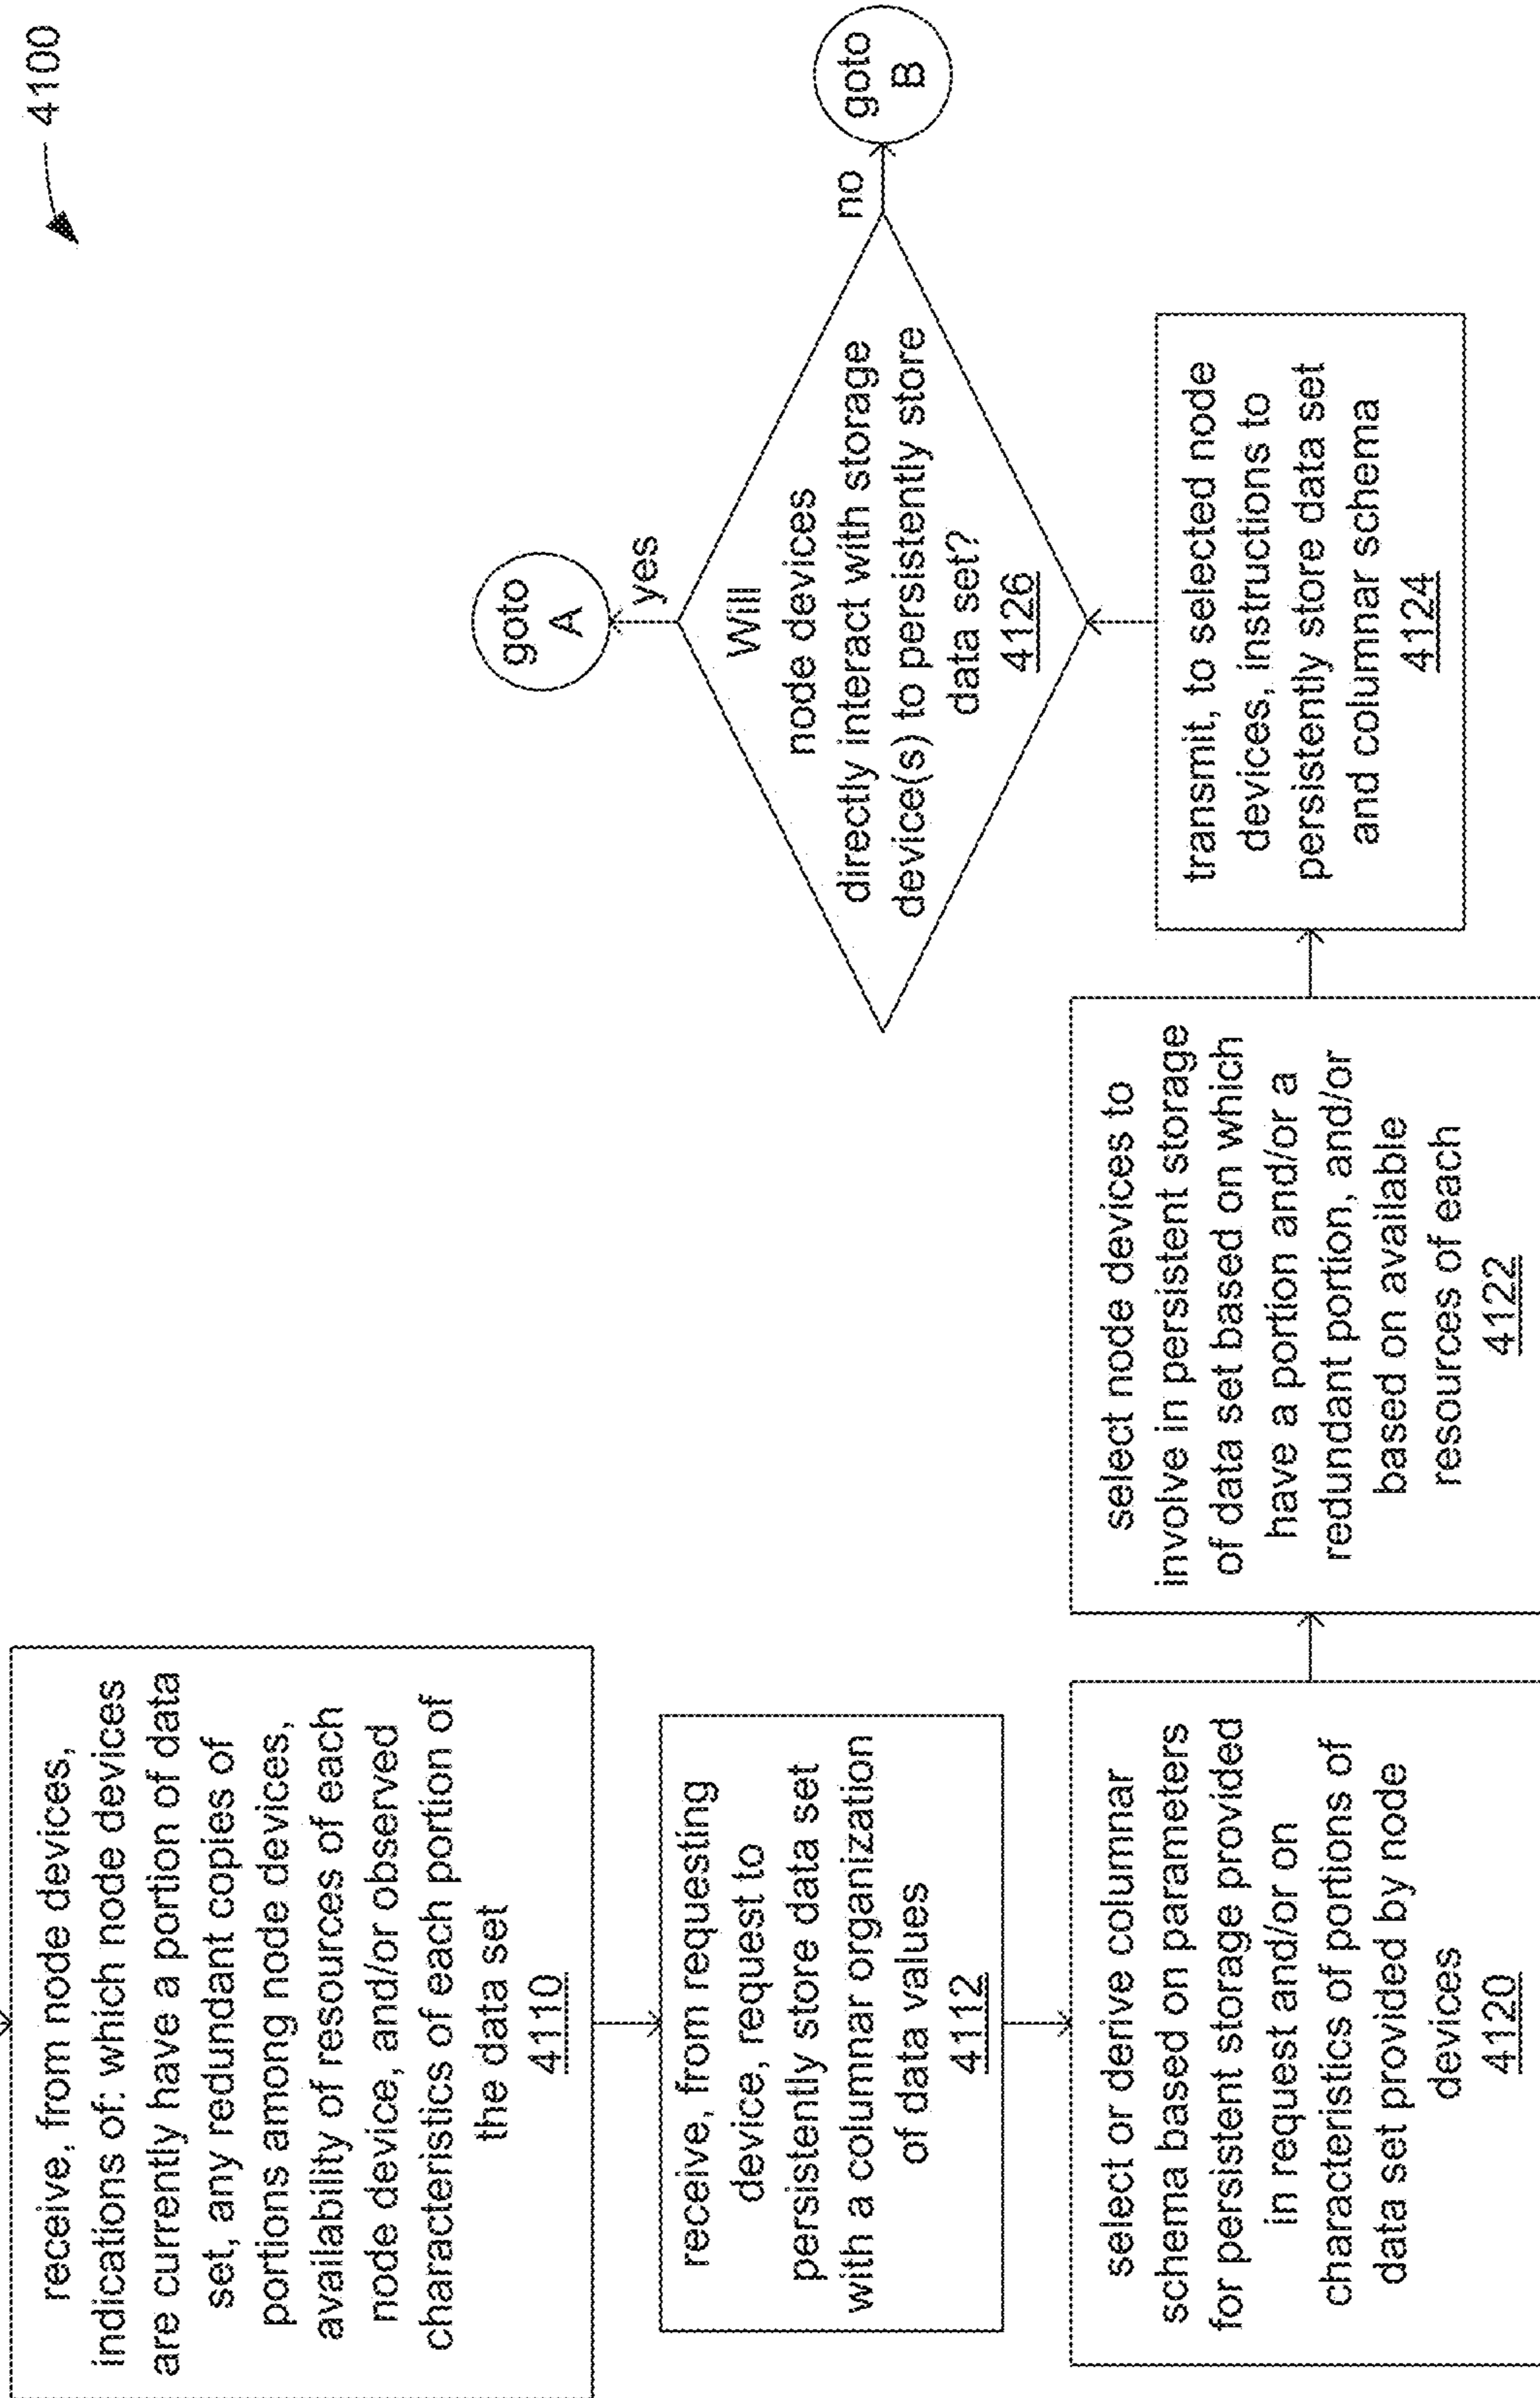 4100
receive, from node devices,
indications of: which node devices
are currently have a portion of data
set, any redundant copies of
portions among node devices,
availability of resources of each
node device, and/or observed
characteristics of each portion of
the data set
4110
receive, from requesting
device, request to
persistently store data set
with a columnar organization
of data values
4112
select or derive columnar
schema based on parameters
for persistent storage provided
in request and/or on
characteristics of portions of
data set provided by node
devices
4120
select node devices to
involve in persistent storage
of data set based on which
have a portion and/or a
redundant portion, and/or
based on available
resources of each
4122
transmit, to selected node
devices, instructions to
persistently store data set
and columnar schema
4124
Will
node devices
directly interact with storage
device(s) to persistently store
data set?
4126
yes
goto
A
no
goto
B